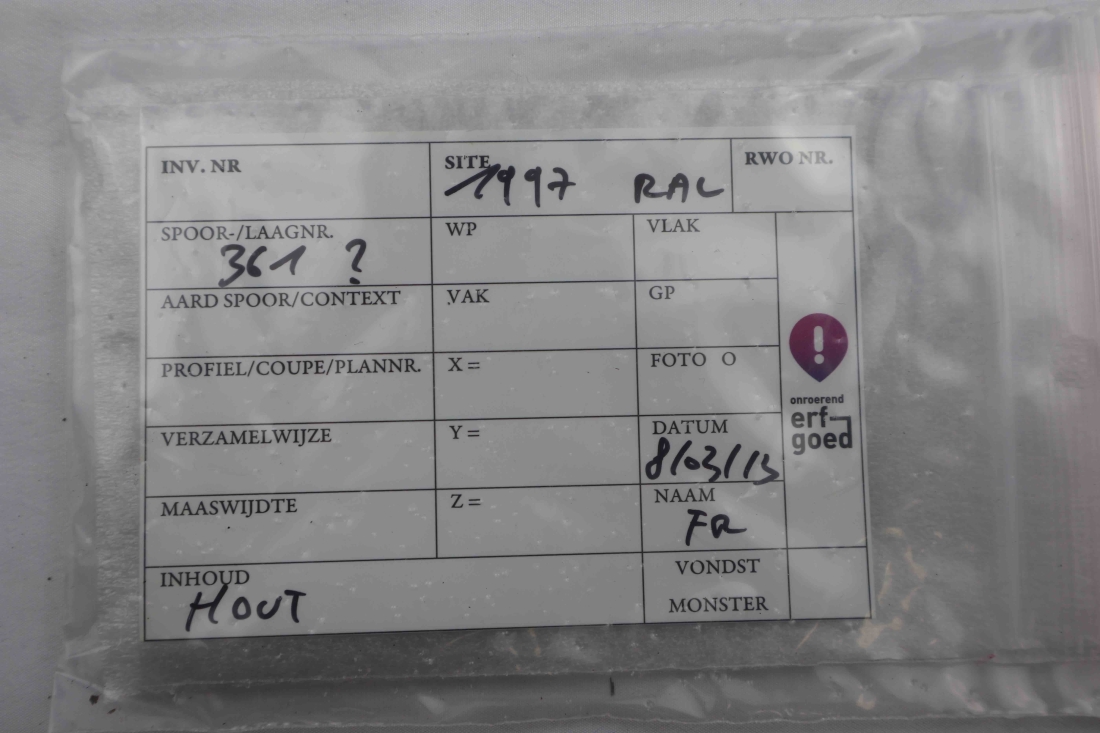 INV. NR
SITE
RWO NR.
1997 RAL
SPOOR-/LAAGNR.
WP
VLAK
361 ?
AARD SPOOR/CONTEXT
VAK
GP
PROFIEL/COUPE/PLANNR.
X =
FOTO O
VERZAMELWIJZE
Y =
DATUM
8/03/13
MAASWIJDTE
Z =
NAAM
FR
INHOUD
HOUT
VONDST
MONSTER
onroerend
erf-
goed